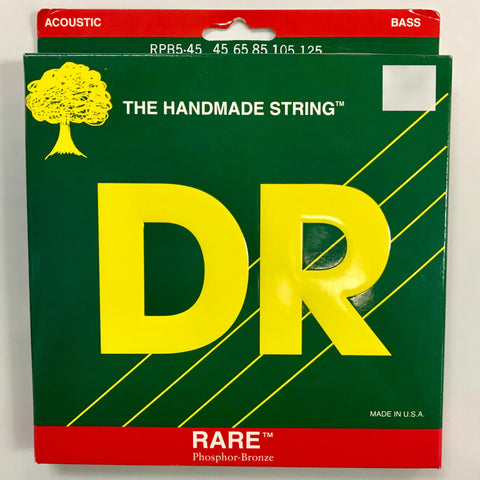 ACOUSTIC BASS
RPB5-45 45 65 85 105 125
THE HANDMADE STRING™
DR
MADE IN U.S.A.
RARE™
Phosphor-Bronze